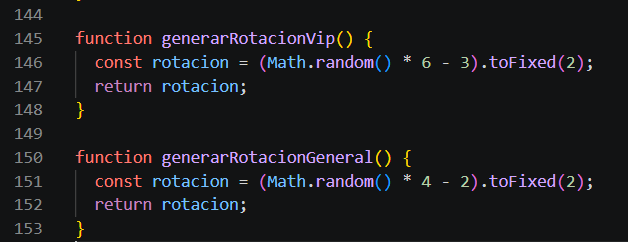 144
145 function generarRotacionVip() {
146 const rotacion = (Math.random() * 6 - 3).toFixed(2);
147 return rotacion;
148 }
149
150 function generarRotacionGeneral() {
151 const rotacion = (Math.random() * 4 - 2).toFixed(2);
152 return rotacion;
153 }